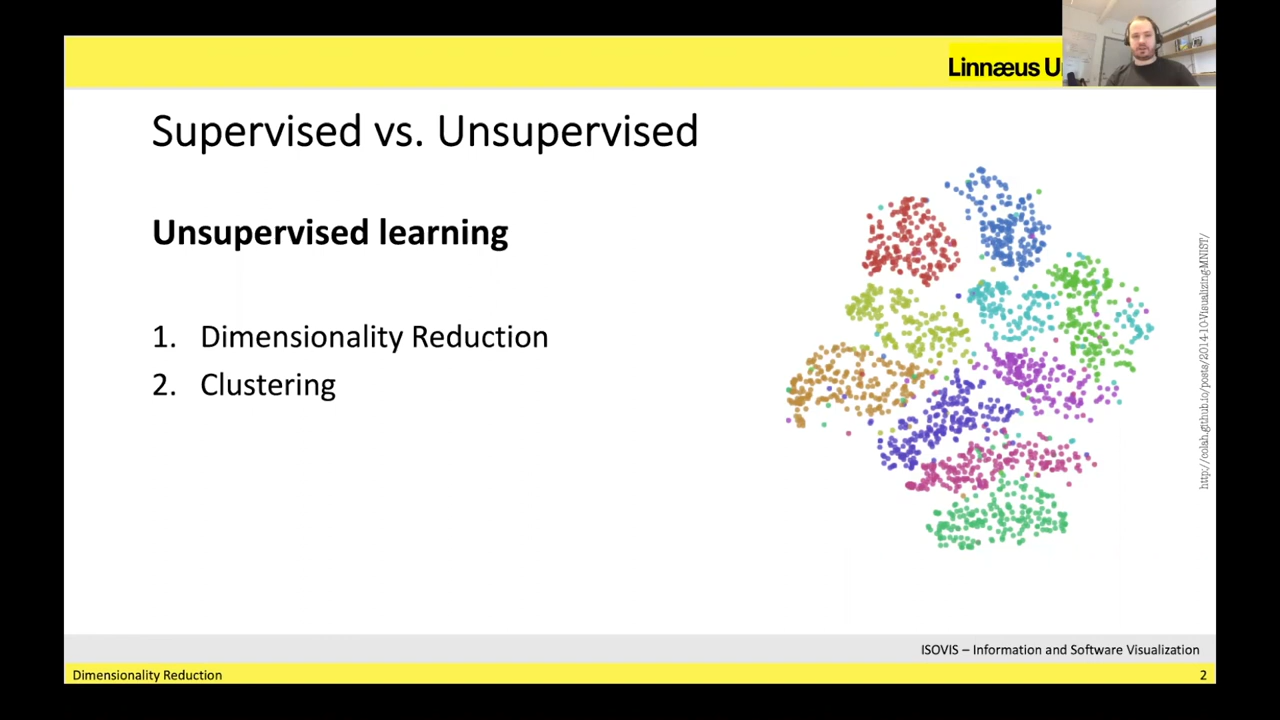 Linnæus U
Supervised vs. Unsupervised
Unsupervised learning
1. Dimensionality Reduction
2. Clustering
http://colah.github.io/posts/2014-10-Visualizing-MNIST/
ISOVIS – Information and Software Visualization
Dimensionality Reduction
2